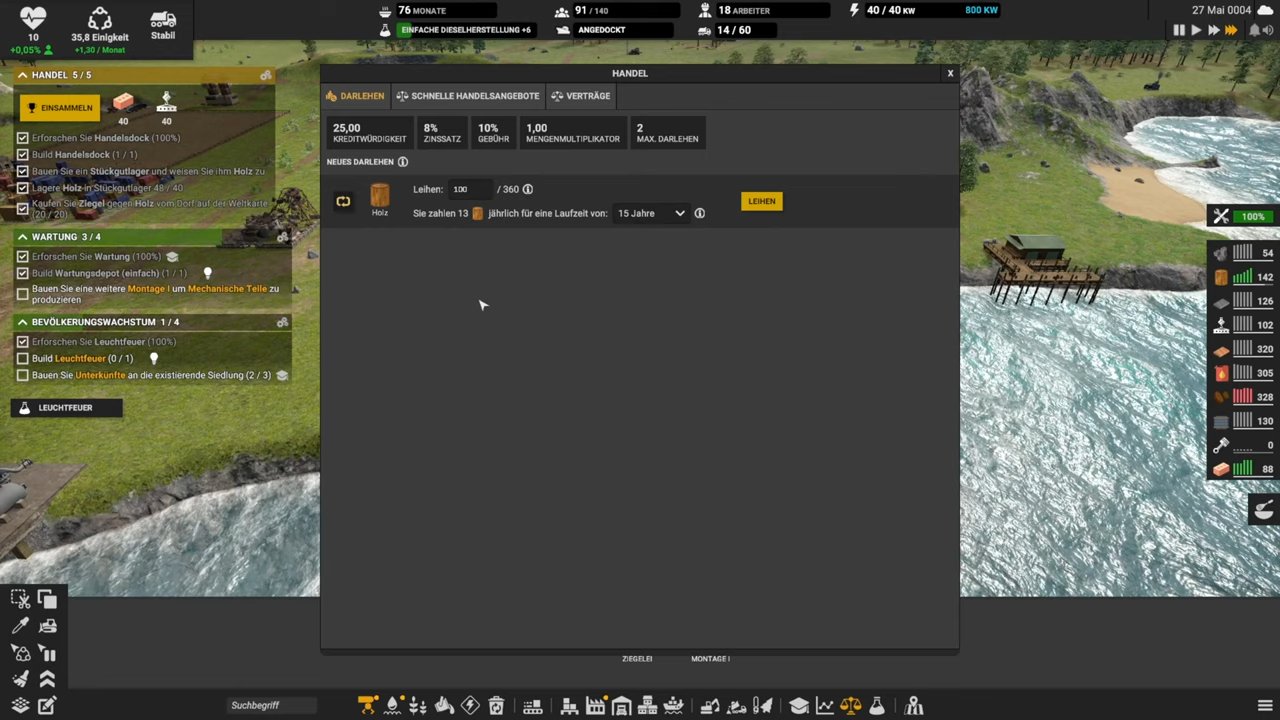 10
+0,05%
35,8 Einigkeit
+1,30 / Monat
Stabil
76 MONATE
EINFACHE DIESELHERSTELLUNG +6
91 / 140
ANGEDOCKT
18 ARBEITER
14 / 60
40 / 40 KW
800 KW
27 Mai 0004
HANDEL 5 / 5
EINSAMMELN
40
40
Erforschen Sie Handelsdock (100%)
Build Handelsdock (1 / 1)
Bauen Sie ein Stückgutlager und weisen Sie ihm Holz zu
Lagere Holz in Stückgutlager 48 / 40
Kaufen Sie Ziegel gegen Holz vom Dorf auf der Weltkarte
(20 / 20)
WARTUNG 3 / 4
Erforschen Sie Wartung (100%)
Build Wartungsdepot (einfach) (1 / 1)
Bauen Sie eine weitere Montage I um Mechanische Teile zu
produzieren
BEVÖLKERUNGSWACHSTUM 1 / 4
Erforschen Sie Leuchtfeuer (100%)
Build Leuchtfeuer (0 / 1)
Bauen Sie Unterkünfte an die existierende Siedlung (2 / 3)
LEUCHTFEUER
HANDEL
X
DARLEHEN
SCHNELLE HANDELSANGEBOTE
VERTRÄGE
25,00
KREDITWÜRDIGKEIT
8%
ZINSSATZ
10%
GEBÜHR
1,00
MENGENMULTIPLIKATOR
2
MAX. DARLEHEN
NEUES DARLEHEN
Holz
Leihen: 100 / 360
Sie zahlen 13 jährlich für eine Laufzeit von: 15 Jahre
LEIHEN
100%
54
142
126
102
320
305
328
130
0
88
ZIEGELEI
MONTAGE I
Suchbegriff